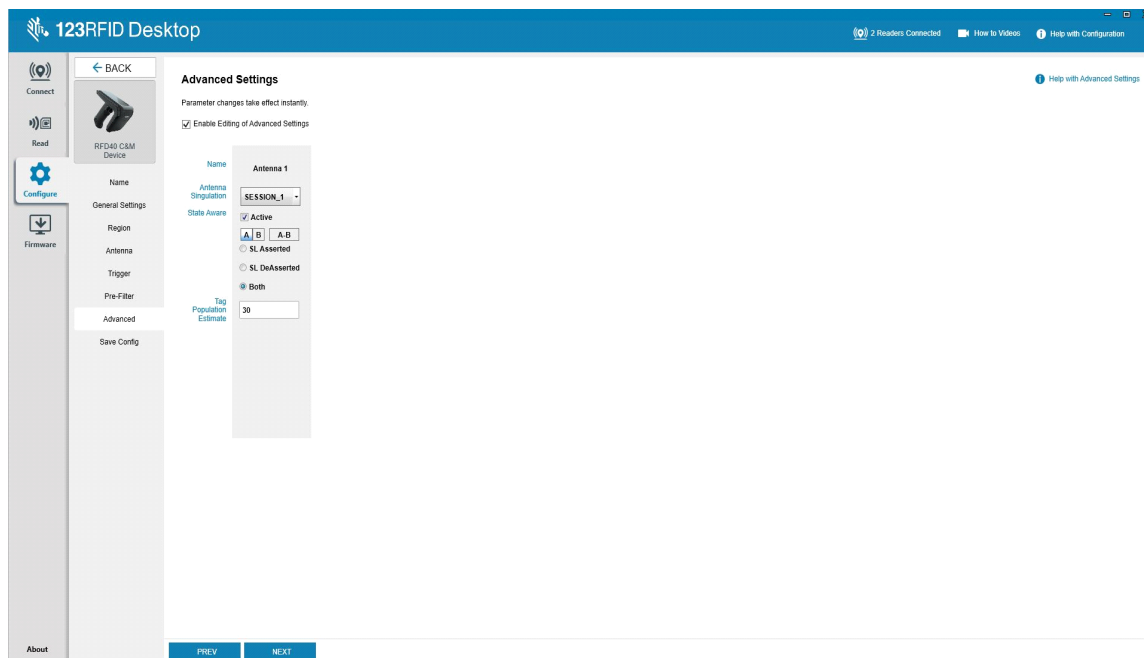 123RFID Desktop
2 Readers Connected
How to Videos
Help with Configuration
Connect
Read
Configure
Firmware
About
BACK
RFD40 C&M
Device
Name
General Settings
Region
Antenna
Trigger
Pre-Filter
Advanced
Save Config
Advanced Settings
Help with Advanced Settings
Parameter changes take effect instantly.
Enable Editing of Advanced Settings
Name
Antenna 1
Antenna
Singulation
SESSION_1
State Aware
Active
A B A-B
SL Asserted
SL DeAsserted
Both
Tag
Population
Estimate
30
PREV NEXT